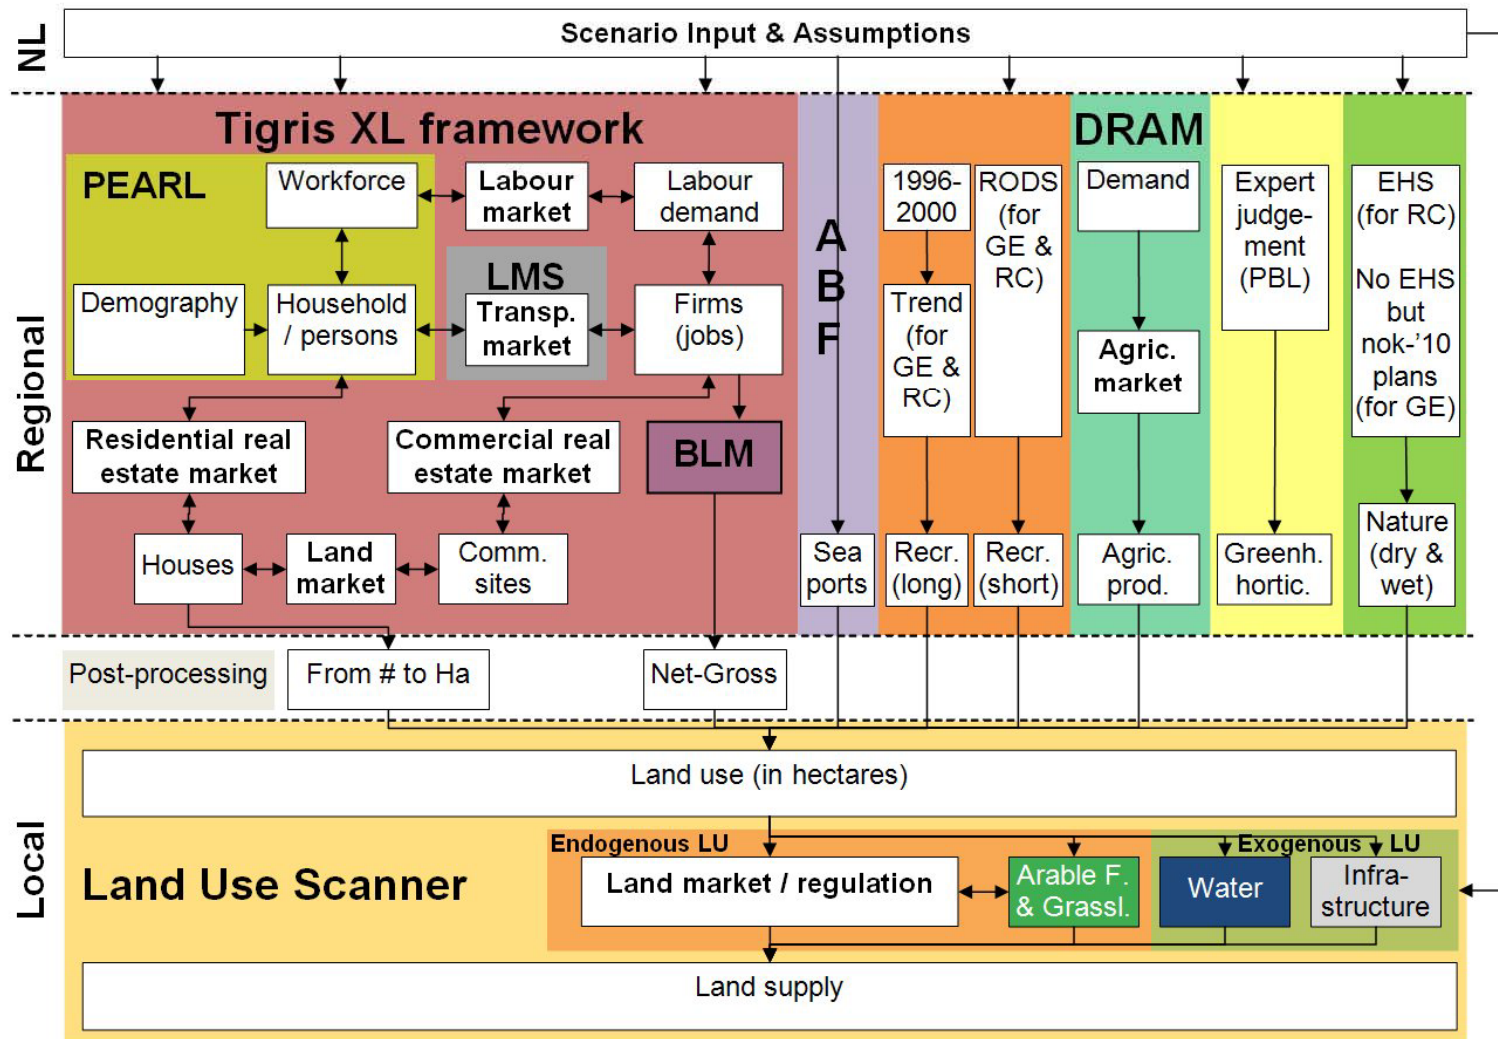 NL
Scenario Input & Assumptions
Regional
Tigris XL framework
PEARL
Workforce
Labour
market
Labour
demand
LMS
Demography
Household
/ persons
Transp.
market
Firms
(jobs)
Residential real
estate market
Commercial real
estate market
BLM
Houses
Land
market
Comm.
sites
A
B
F
Sea
ports
1996-
2000
Trend
(for
GE &
RC)
Recr.
(long)
RODS
(for
GE &
RC)
Recr.
(short)
DRAM
Demand
Agric.
market
Agric.
prod.
Expert
judge-
ment
(PBL)
Greenh.
hortic.
EHS
(for RC)
No EHS
but
nok-'10
plans
(for GE)
Nature
(dry &
wet)
Post-processing
From # to Ha
Net-Gross
Local
Land use (in hectares)
Land Use Scanner
Endogenous LU
Exogenous LU
Land market / regulation
Arable F.
& Grassl.
Water
Infra-
structure
Land supply